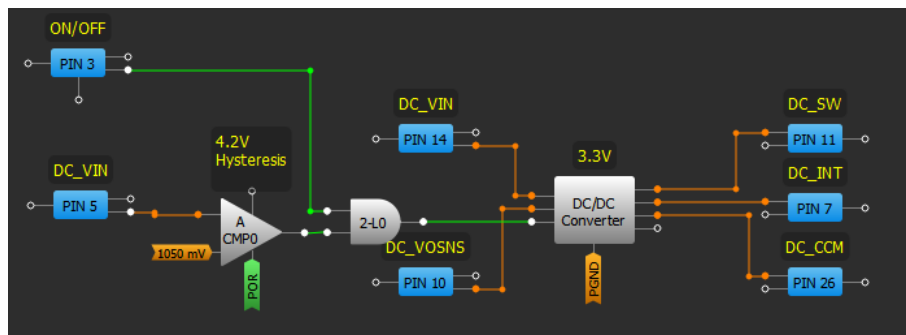 ON/OFF
PIN 3
DC_VIN
PIN 5
4.2V
Hysteresis
A
CMP0
1050 mV
POR
2-L0
DC_VIN
PIN 14
DC_VOSNS
PIN 10
3.3V
DC/DC
Converter
PGND
DC_SW
PIN 11
DC_INT
PIN 7
DC_CCM
PIN 26